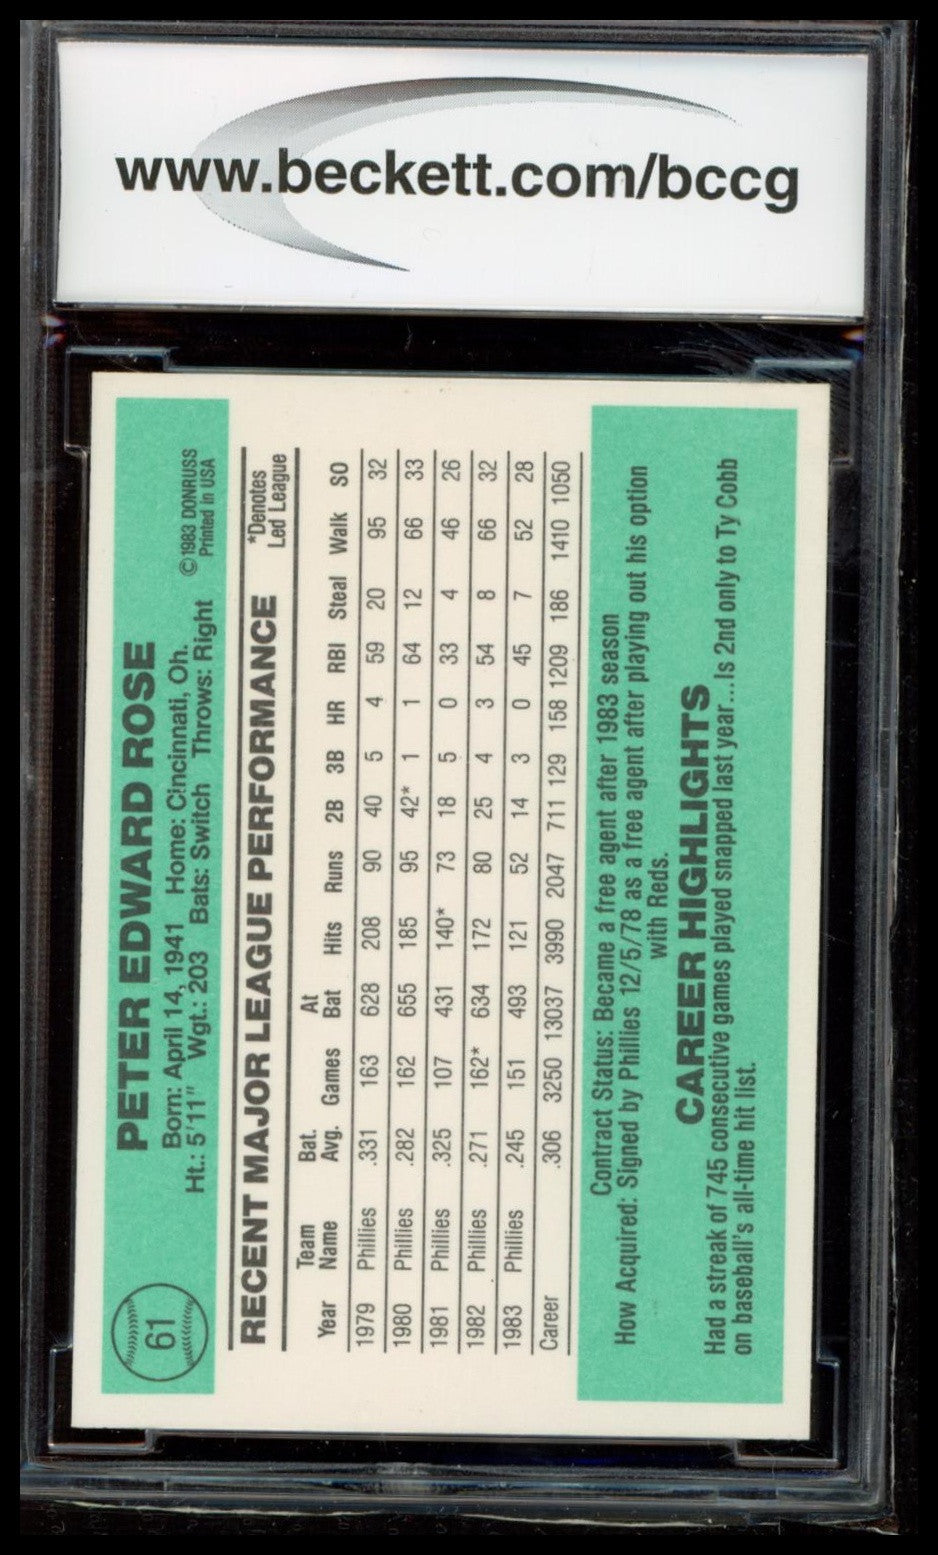 www.beckett.com/bccg
61
PETER EDWARD ROSE
©1983 DONRUSS
Printed in USA
Born: April 14, 1941 Home: Cincinnati, Oh.
Ht.: 5'11" Wgt.: 203 Bats: Switch Throws: Right
RECENT MAJOR LEAGUE PERFORMANCE
*Denotes
Led League
Year Team Name Bat. Avg. Games At Bat Hits Runs 2B 3B HR RBI Steal Walk SO
1979 Phillies .331 163 628 208 90 40 5 4 59 20 95 32
1980 Phillies .282 162 655 185 95 42* 1 1 64 12 66 33
1981 Phillies .325 107 431 140* 73 18 5 0 33 4 46 26
1982 Phillies .271 162* 634 172 80 25 4 3 54 8 66 32
1983 Phillies .245 151 493 121 52 14 3 0 45 7 52 28
Career .306 3250 13037 3990 2047 711 129 158 1209 186 1410 1050
Contract Status: Became a free agent after 1983 season
How Acquired: Signed by Phillies 12/5/78 as a free agent after playing out his option
with Reds.
CAREER HIGHLIGHTS
Had a streak of 745 consecutive games played snapped last year...Is 2nd only to Ty Cobb
on baseball's all-time hit list.